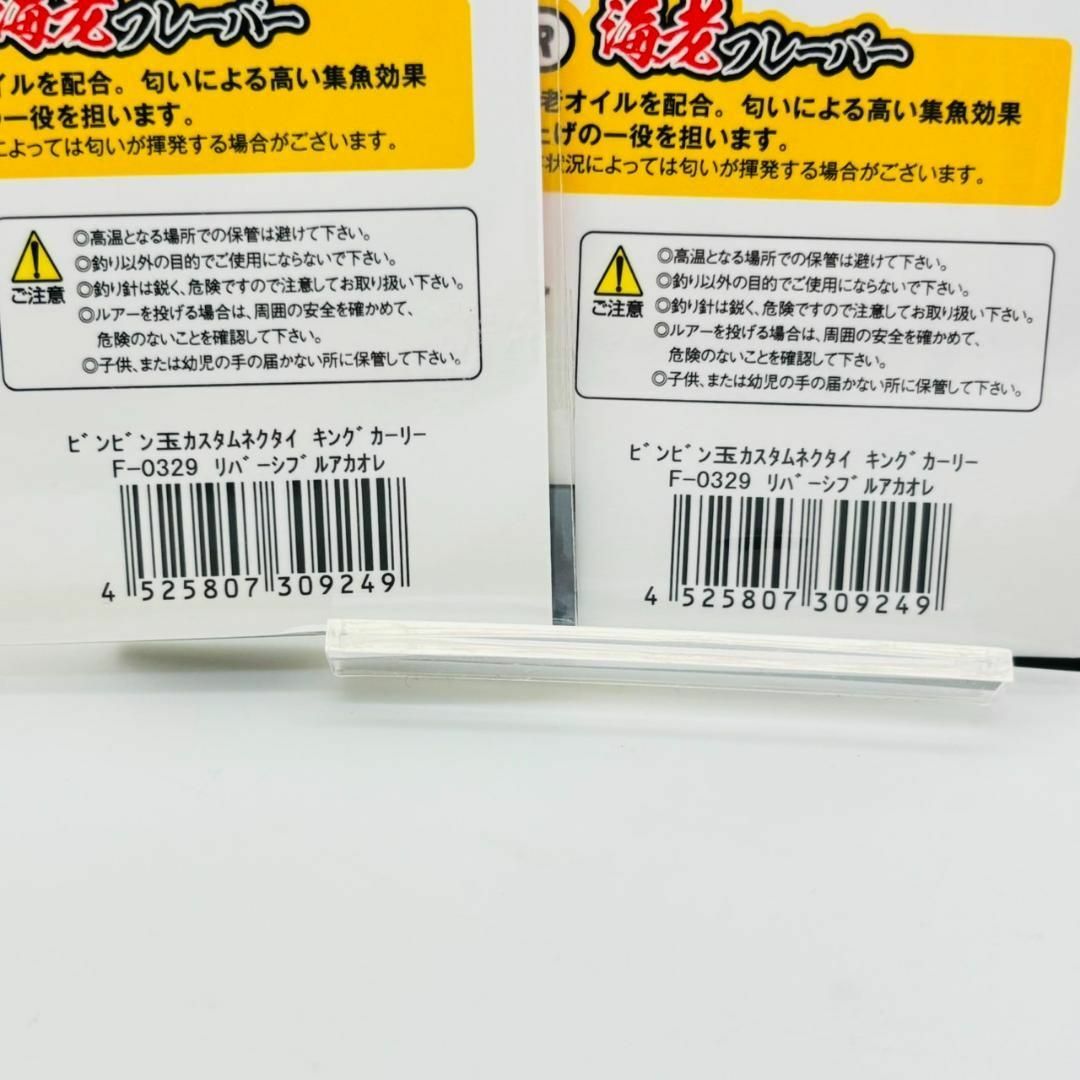 海老フレーバー
イルを配合。匂いによる高い集魚効果
一役を担います。
によっては匂いが揮発する場合がございます。
ご注意
◎高温となる場所での保管は避けて下さい。
◎釣り以外の目的でご使用にならないで下さい。
◎釣り針は鋭く、危険ですので注意してお取り扱い下さい。
◎ルアーを投げる場合は、周囲の安全を確かめて、
危険のないことを確認して下さい。
◎子供、または幼児の手の届かない所に保管して下さい。
ﾋﾞﾝﾋﾞﾝ玉ｶｽﾀﾑﾈｸﾀｲ ｷﾝｸﾞｶｰﾘｰ
F-0329 ﾘﾊﾞｰｼﾌﾞﾙｱｶｵﾚ
4 525807 309249
R
海老フレーバー
老オイルを配合。匂いによる高い集魚効果
げの一役を担います。
状況によっては匂いが揮発する場合がございます。
ご注意
◎高温となる場所での保管は避けて下さい。
◎釣り以外の目的でご使用にならないで下さい。
◎釣り針は鋭く、危険ですので注意してお取り扱い下さい。
◎ルアーを投げる場合は、周囲の安全を確かめて、
危険のないことを確認して下さい。
◎子供、または幼児の手の届かない所に保管して下さい。
ﾋﾞﾝﾋﾞﾝ玉ｶｽﾀﾑﾈｸﾀｲ ｷﾝｸﾞｶｰﾘｰ
F-0329 ﾘﾊﾞｰｼﾌﾞﾙｱｶｵﾚ
4 525807 309249